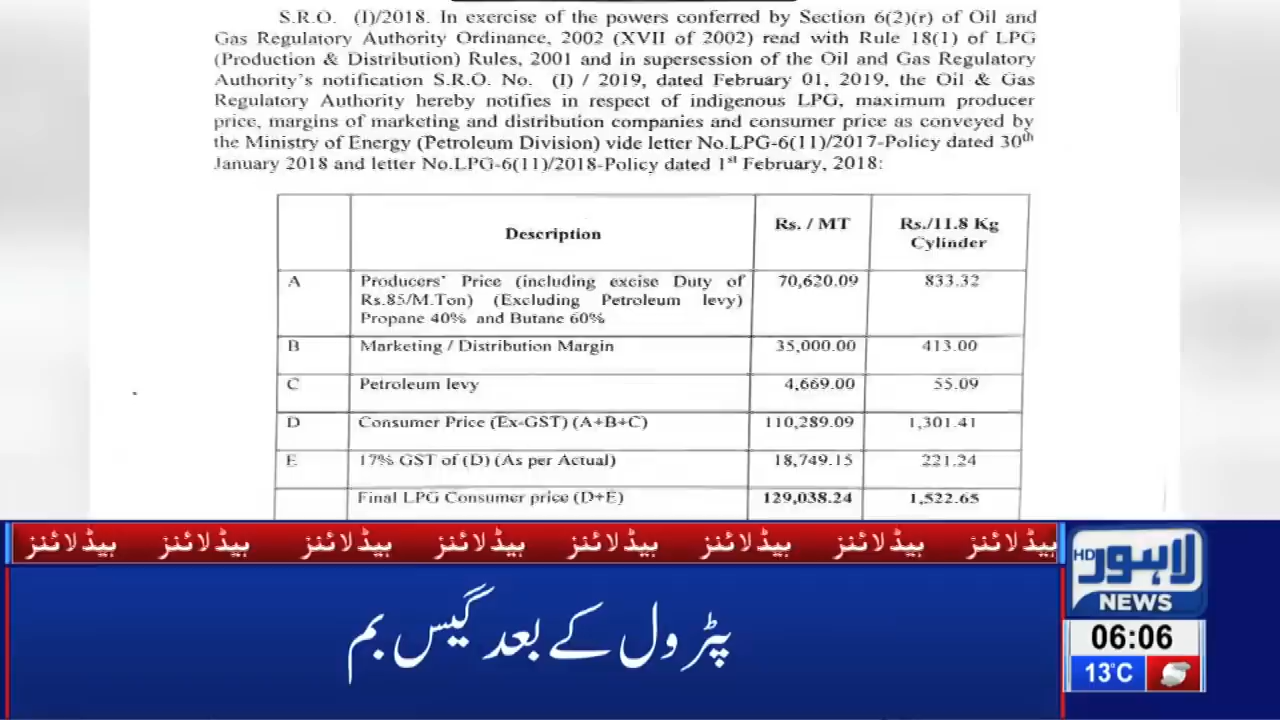 S.R.O. (I)/2018. In exercise of the powers conferred by Section 6(2)(r) of Oil and
Gas Regulatory Authority Ordinance, 2002 (XVII of 2002) read with Rule 18(1) of LPG
(Production & Distribution) Rules, 2001 and in supersession of the Oil and Gas Regulatory
Authority's notification S.R.O. No. (I) / 2019, dated February 01, 2019, the Oil & Gas
Regulatory Authority hereby notifies in respect of indigenous LPG, maximum producer
price, margins of marketing and distribution companies and consumer price as conveyed by
the Ministry of Energy (Petroleum Division) vide letter No.LPG-6(11)/2017-Policy dated 30th
January 2018 and letter No.LPG-6(11)/2018-Policy dated 1st February, 2018:
Description Rs. / MT Rs./11.8 Kg
Cylinder
A Producers' Price (including excise Duty of 70,620.09 833.32
Rs.85/M.Ton) (Excluding Petroleum levy)
Propane 40% and Butane 60%
B Marketing / Distribution Margin 35,000.00 413.00
C Petroleum levy 4,669.00 55.09
D Consumer Price (Ex-GST) (A+B+C) 110,289.09 1,301.41
E 17% GST of (D) (As per Actual) 18,749.15 221.24
Final LPG Consumer price (D+E) 129,038.24 1,522.65
ہیڈلائنز ہیڈلائنز ہیڈلائنز ہیڈلائنز ہیڈلائنز ہیڈلائنز ہیڈلائنز ہیڈلائنز
پٹرول کے بعد گیس بم
لاہور HD
NEWS
06:06
13°C